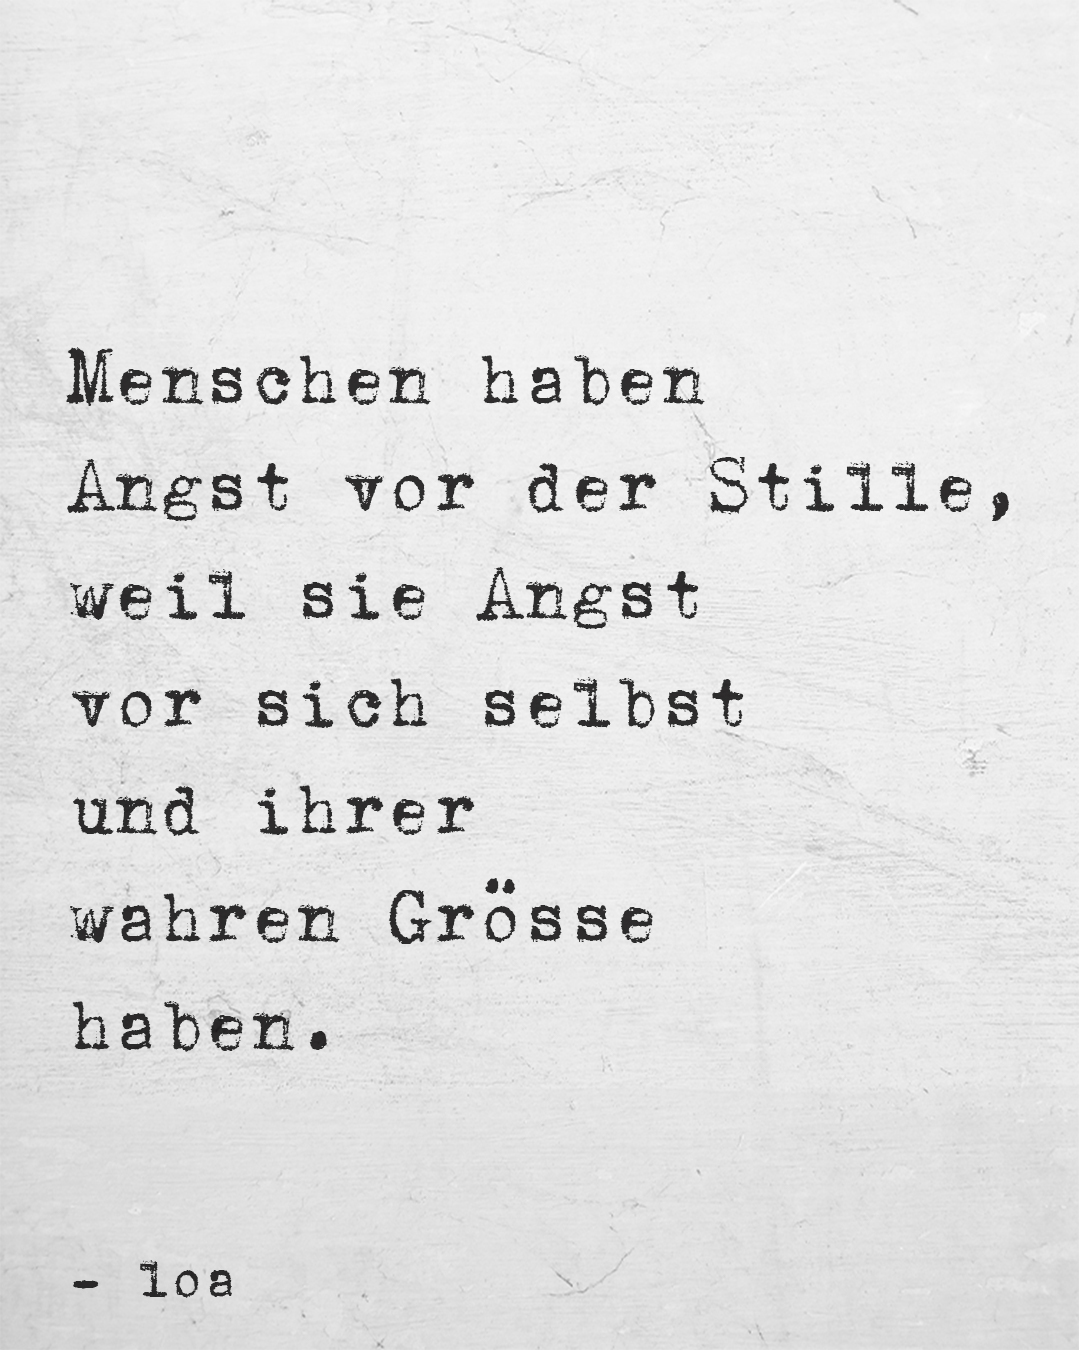 Menschen haben
Angst vor der Stille,
weil sie Angst
vor sich selbst
und ihrer
wahren Grösse
haben.
- loa